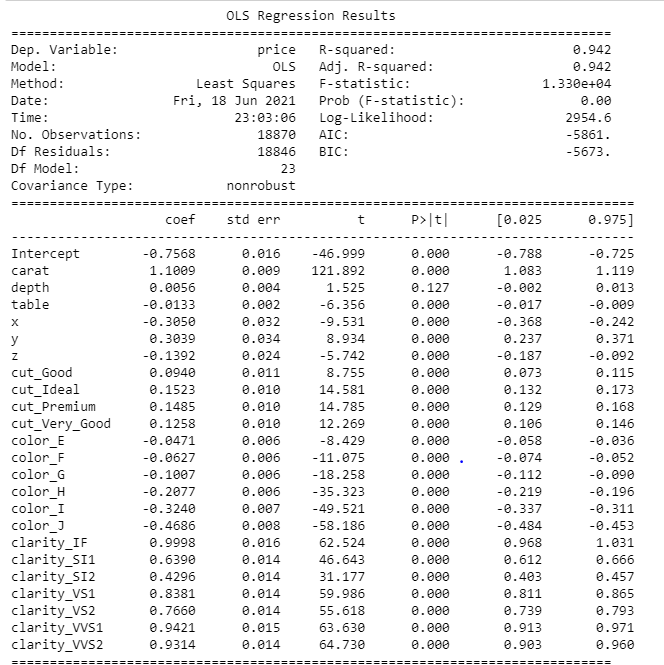 OLS Regression Results
==============================================================================
Dep. Variable: price R-squared: 0.942
Model: OLS Adj. R-squared: 0.942
Method: Least Squares F-statistic: 1.330e+04
Date: Fri, 18 Jun 2021 Prob (F-statistic): 0.00
Time: 23:03:06 Log-Likelihood: 2954.6
No. Observations: 18870 AIC: -5861.
Df Residuals: 18846 BIC: -5673.
Df Model: 23
Covariance Type: nonrobust
==============================================================================
coef std err t P>|t| [0.025 0.975]
------------------------------------------------------------------------------
Intercept -0.7568 0.016 -46.999 0.000 -0.788 -0.725
carat 1.1009 0.009 121.892 0.000 1.083 1.119
depth 0.0056 0.004 1.525 0.127 -0.002 0.013
table -0.0133 0.002 -6.356 0.000 -0.017 -0.009
x -0.3050 0.032 -9.531 0.000 -0.368 -0.242
y 0.3039 0.034 8.934 0.000 0.237 0.371
z -0.1392 0.024 -5.742 0.000 -0.187 -0.092
cut_Good 0.0940 0.011 8.755 0.000 0.073 0.115
cut_Ideal 0.1523 0.010 14.581 0.000 0.132 0.173
cut_Premium 0.1485 0.010 14.785 0.000 0.129 0.168
cut_Very_Good 0.1258 0.010 12.269 0.000 0.106 0.146
color_E -0.0471 0.006 -8.429 0.000 -0.058 -0.036
color_F -0.0627 0.006 -11.075 0.000 -0.074 -0.052
color_G -0.1007 0.006 -18.258 0.000 -0.112 -0.090
color_H -0.2077 0.006 -35.323 0.000 -0.219 -0.196
color_I -0.3240 0.007 -49.521 0.000 -0.337 -0.311
color_J -0.4686 0.008 -58.186 0.000 -0.484 -0.453
clarity_IF 0.9998 0.016 62.524 0.000 0.968 1.031
clarity_SI1 0.6390 0.014 46.643 0.000 0.612 0.666
clarity_SI2 0.4296 0.014 31.177 0.000 0.403 0.457
clarity_VS1 0.8381 0.014 59.986 0.000 0.811 0.865
clarity_VS2 0.7660 0.014 55.618 0.000 0.739 0.793
clarity_VVS1 0.9421 0.015 63.630 0.000 0.913 0.971
clarity_VVS2 0.9314 0.014 64.730 0.000 0.903 0.960
==============================================================================